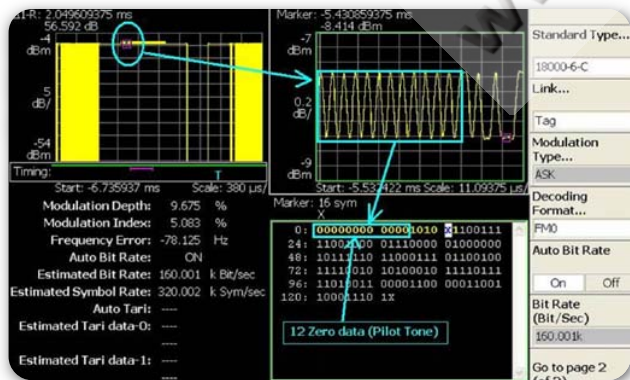 Δ1-R: 2.049609375 ms
56.592 dB
-4
dBm
5
dB/
-54
dBm
Timing:
T
Start: -6.735937 ms Scale: 380 µs/
Marker: -5.430859375 ms
-8.414 dBm
-7
dBm
0.2
dB/
-9
dBm
Start: -5.532422 ms Scale: 11.09375 µs/
Modulation Depth: 9.675 %
Modulation Index: 5.083 %
Frequency Error: -78.125 Hz
Auto Bit Rate: ON
Estimated Bit Rate: 160.001 k Bit/sec
Estimated Symbol Rate: 320.002 k Sym/sec
Auto Tari: ----
Estimated Tari data-0: ----
Estimated Tari data-1: ----
Marker: 16 sym
X
0: 00000000 00001010 X1100111
24: 11001000 01110000 01000000
48: 10111010 11000111 01100100
72: 11111010 10100010 11110111
96: 11010011 00001100 00011001
120: 10001110 1X
12 Zero data (Pilot Tone)
Standard Type...
18000-6-C
Link...
Tag
Modulation
Type...
ASK
Decoding
Format...
FM0
Auto Bit Rate
On Off
Bit Rate
(Bit/Sec)
160.001k
Go to page 2